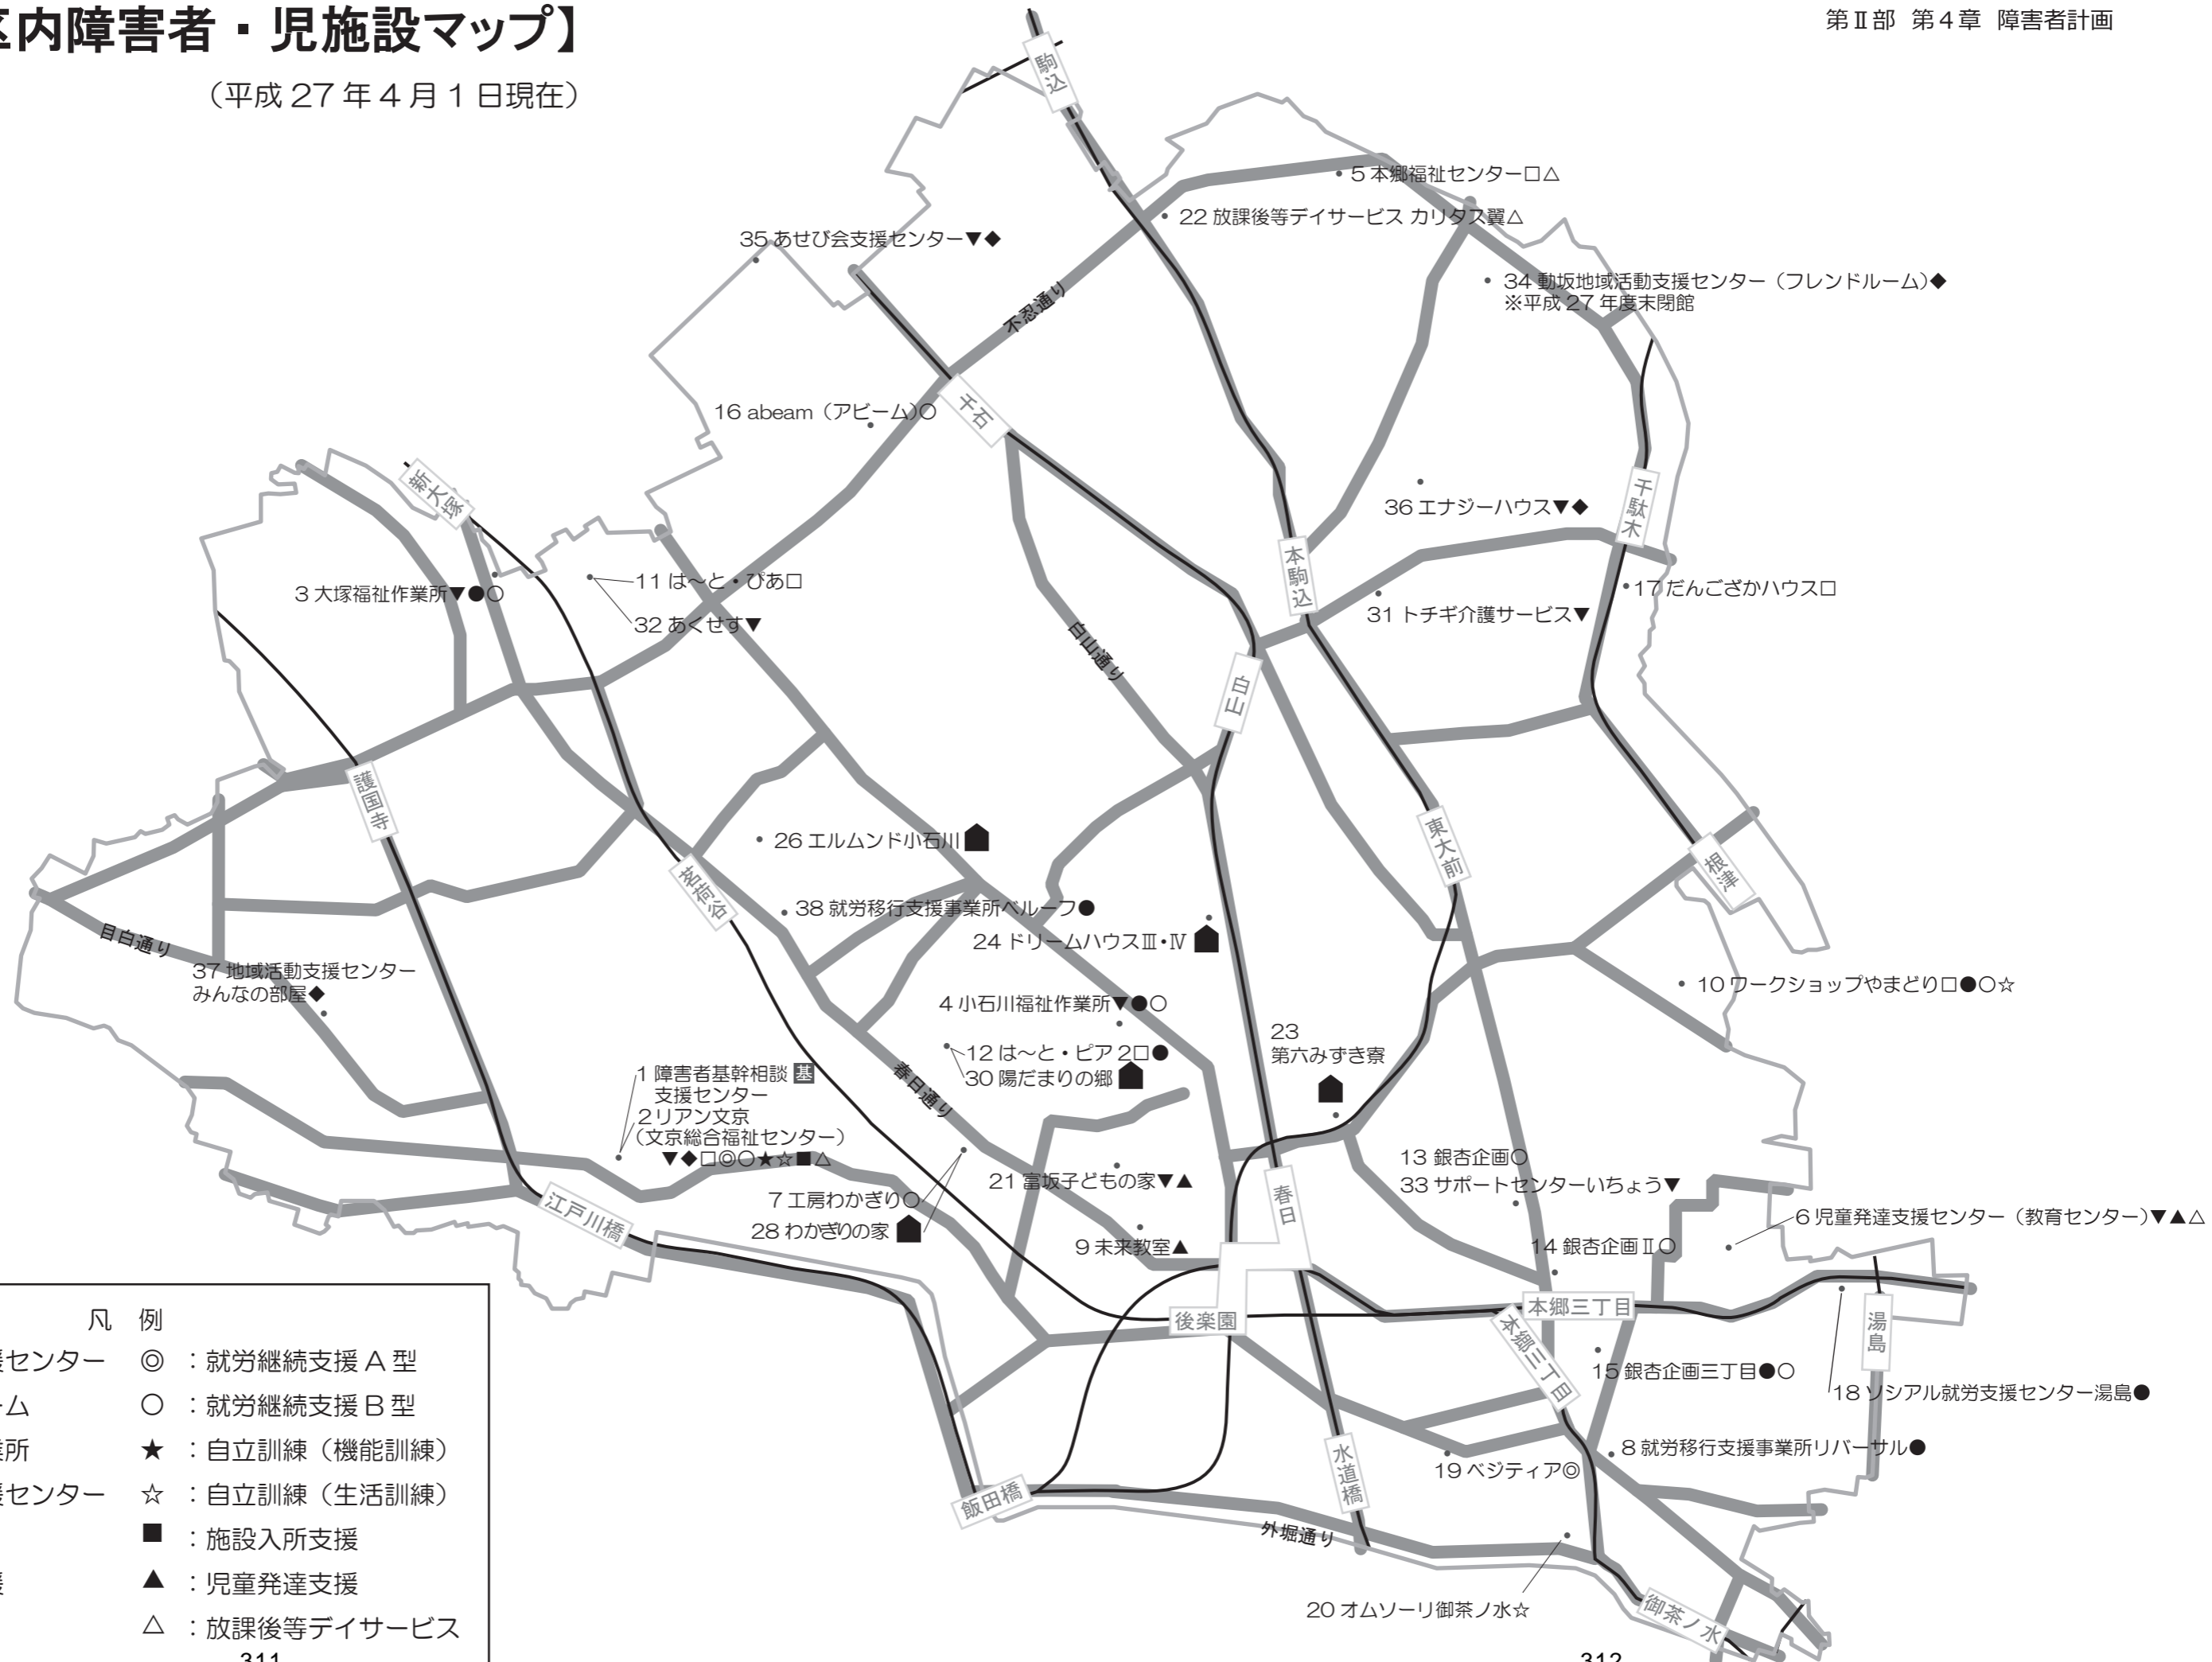 区内障害者・児施設マップ】
（平成 27 年 4 月 1 日現在）
第Ⅱ部 第４章 障害者計画
駒込
5 本郷福祉センター□△
22 放課後等デイサービス カリタス翼△
35 あせび会支援センター▼◆
34 動坂地域活動支援センター（フレンドルーム）◆
※平成 27 年度末閉館
不忍通り
16 abeam（アビーム）○
千石
新大塚
36 エナジーハウス▼◆
千駄木
本駒込
3 大塚福祉作業所▼●○
11 は～と・ぴあ□
32 あくせす▼
17 だんござかハウス□
31 トチギ介護サービス▼
白山通り
白山
護国寺
26 エルムンド小石川
東大前
根津
茗荷谷
38 就労移行支援事業所ベルーフ●
目白通り
24 ドリームハウスⅢ・Ⅳ
37 地域活動支援センター
みんなの部屋◆
10 ワークショップやまどり□●○☆
4 小石川福祉作業所▼●○
23
第六みずき寮
12 は～と・ピア 2□●
30 陽だまりの郷
春日通り
1 障害者基幹相談 基
支援センター
2 リアン文京
（文京総合福祉センター）
▼◆□◎○★☆■△
21 富坂子どもの家▼▲
13 銀杏企画○
33 サポートセンターいちょう▼
7 工房わかぎり○
28 わかぎりの家
春日
江戸川橋
9 未来教室▲
6 児童発達支援センター（教育センター）▼▲△
14 銀杏企画Ⅱ○
後楽園
本郷三丁目
本郷三丁目
湯島
15 銀杏企画三丁目●○
18 ソシアル就労支援センター湯島●
8 就労移行支援事業所リバーサル●
19 ベジティア◎
水道橋
飯田橋
外堀通り
20 オムソーリ御茶ノ水☆
御茶ノ水
凡 例
援センター ◎ ：就労継続支援 A 型
ーム ○ ：就労継続支援 B 型
業所 ★ ：自立訓練（機能訓練）
援センター ☆ ：自立訓練（生活訓練）
■ ：施設入所支援
援 ▲ ：児童発達支援
△ ：放課後等デイサービス
311
312